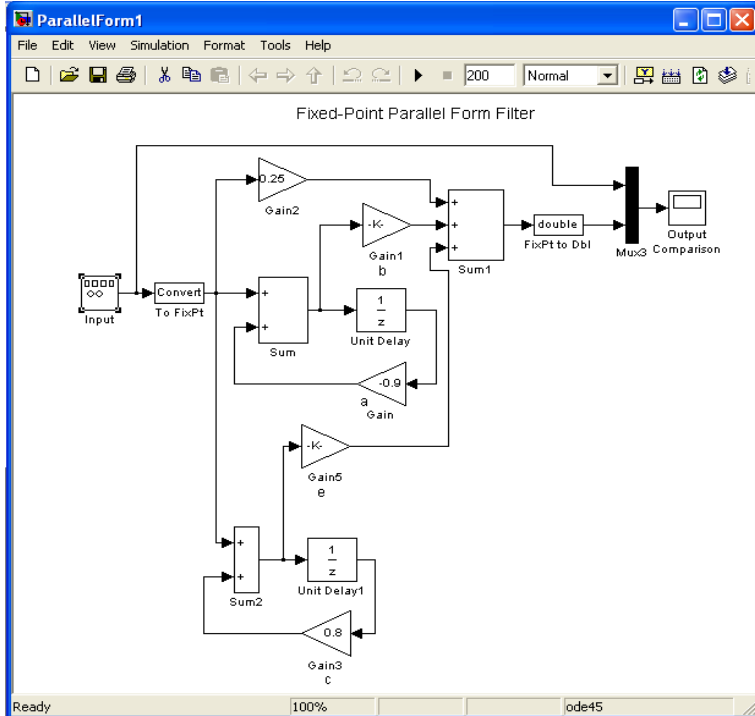 ParallelForm1
File Edit View Simulation Format Tools Help
200 Normal
Fixed-Point Parallel Form Filter
0.25
Gain2
-K-
Gain1
b
+
+
+
Sum1
double
FixPt to Dbl
Mux3
Output
Comparison
Input
Convert
To FixPt
+
+
Sum
1
z
Unit Delay
-0.9
a
Gain
-K-
Gain5
e
+
+
Sum2
1
z
Unit Delay1
0.8
Gain3
c
Ready 100% ode45